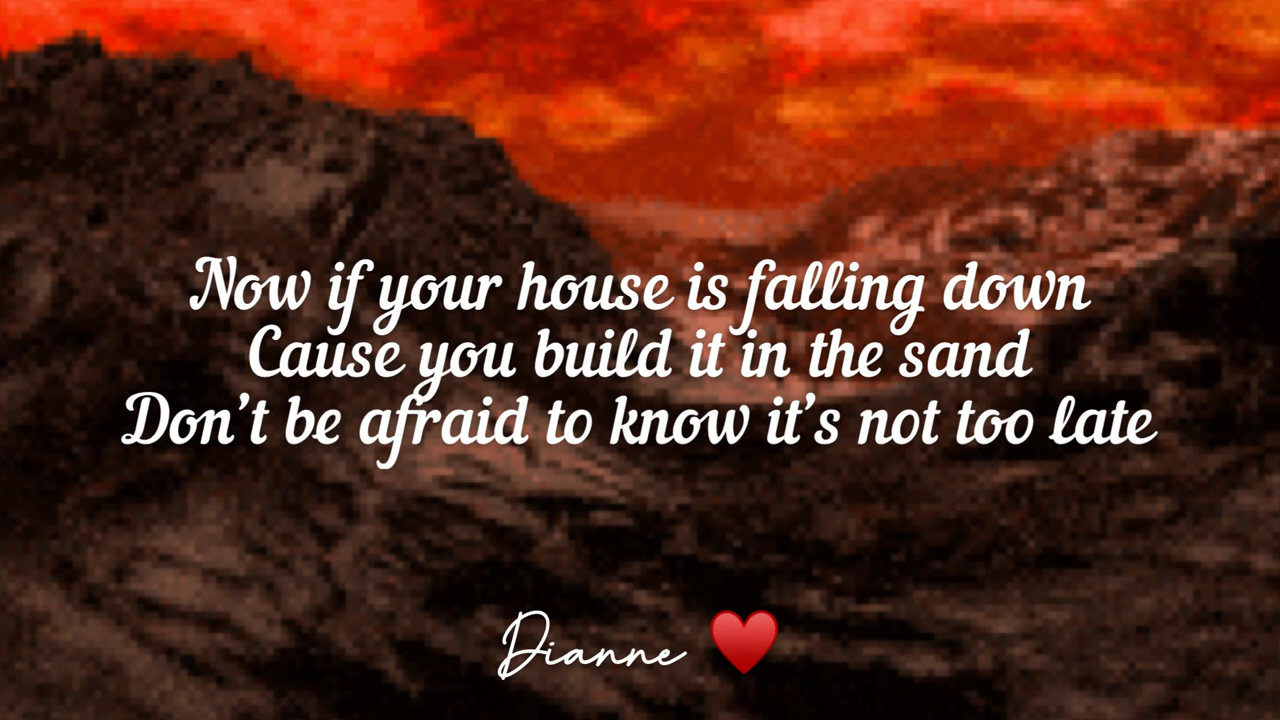 Now if your house is falling down
Cause you build it in the sand
Don't be afraid to know it's not too late
Dianne ♥️